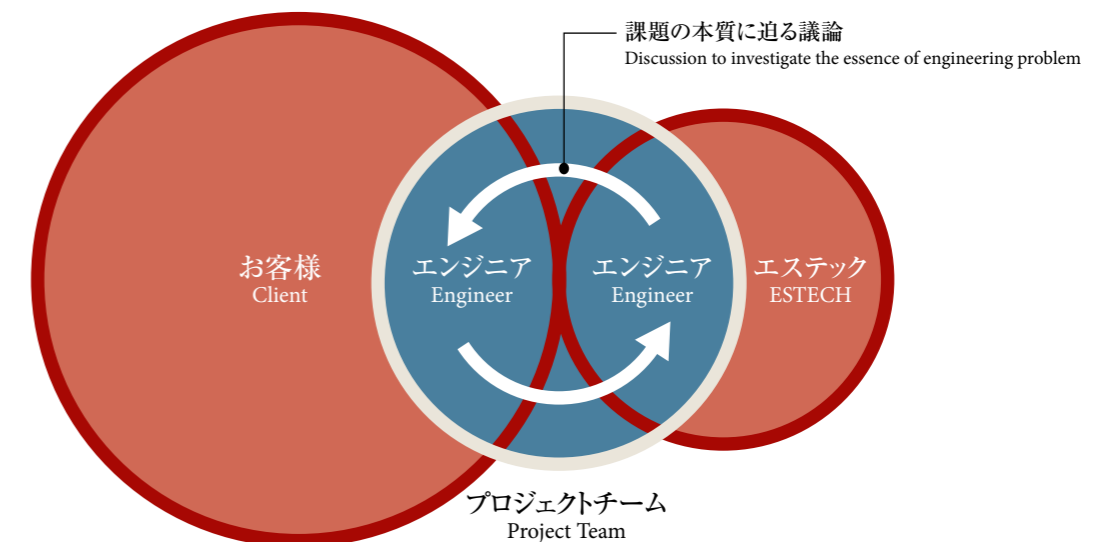 課題の本質に迫る議論
Discussion to investigate the essence of engineering problem
お客様
Client
エンジニア
Engineer
エンジニア
Engineer
エステック
ESTECH
プロジェクトチーム
Project Team